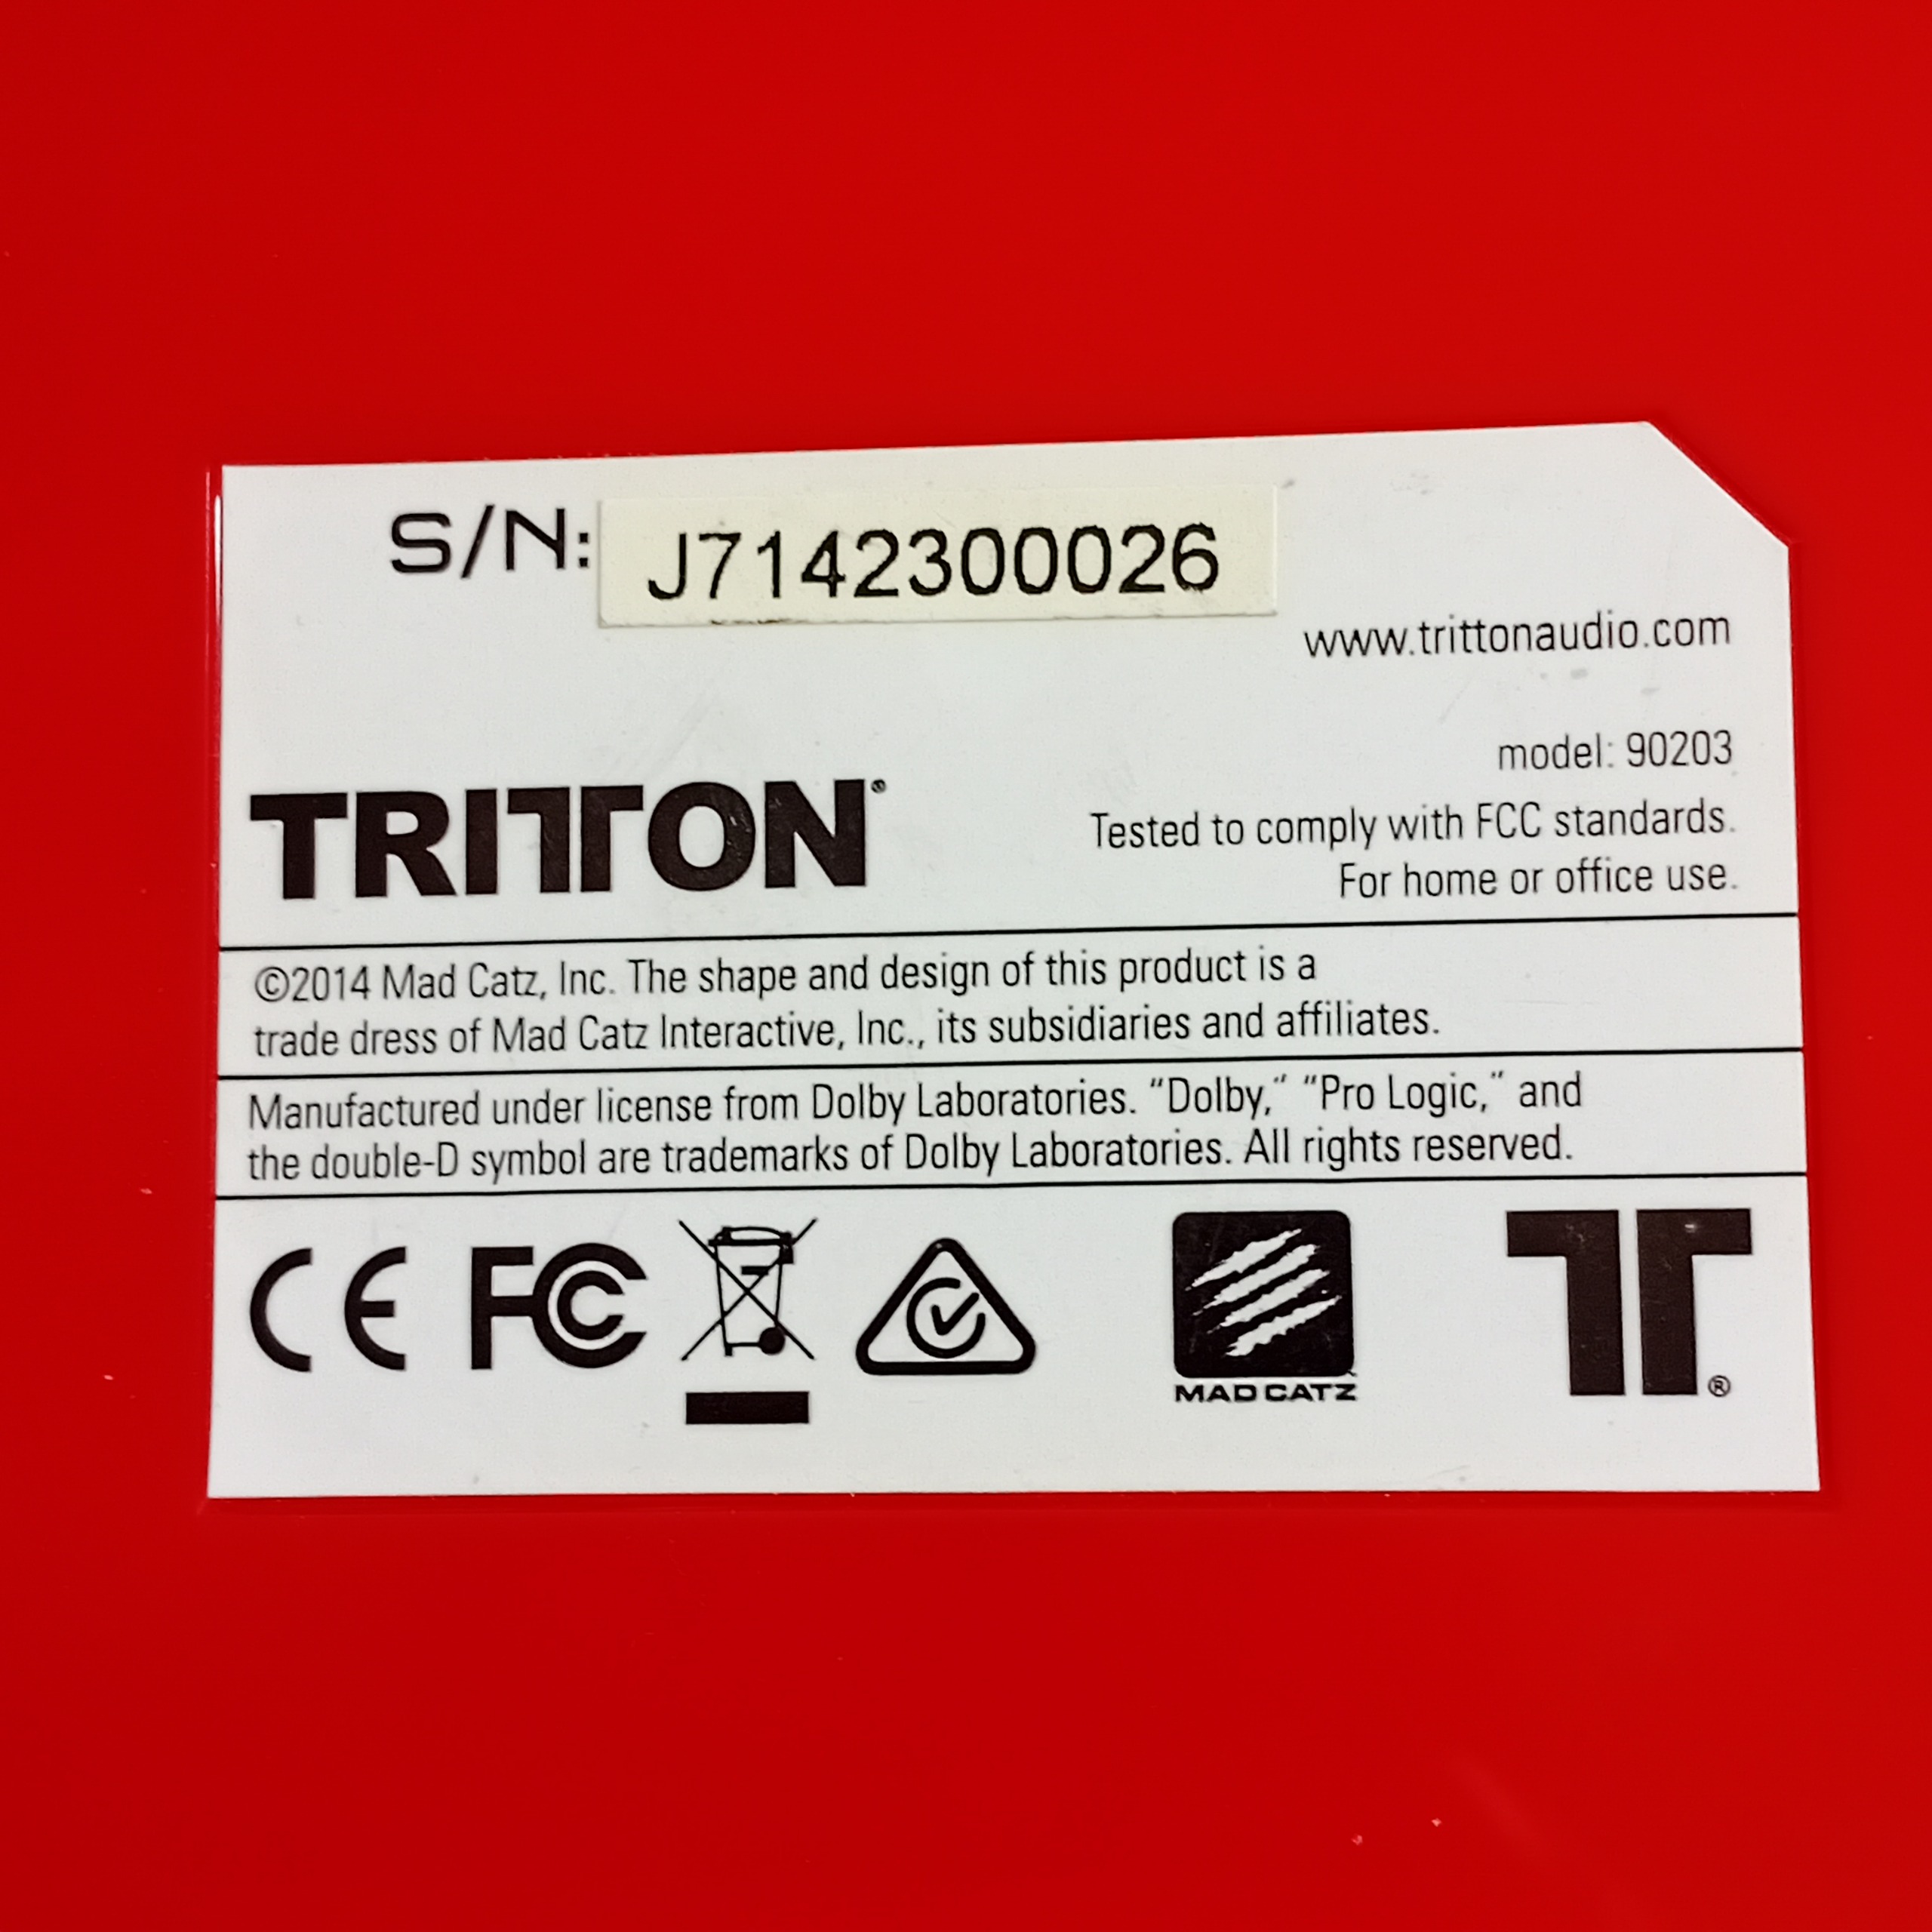 S/N: J7142300026
www.trittonaudio.com
model: 90203
TRITTON®
Tested to comply with FCC standards.
For home or office use.
©2014 Mad Catz, Inc. The shape and design of this product is a
trade dress of Mad Catz Interactive, Inc., its subsidiaries and affiliates.
Manufactured under license from Dolby Laboratories. “Dolby,“ “Pro Logic,“ and
the double-D symbol are trademarks of Dolby Laboratories. All rights reserved.
CE FC MAD CATZ TT®